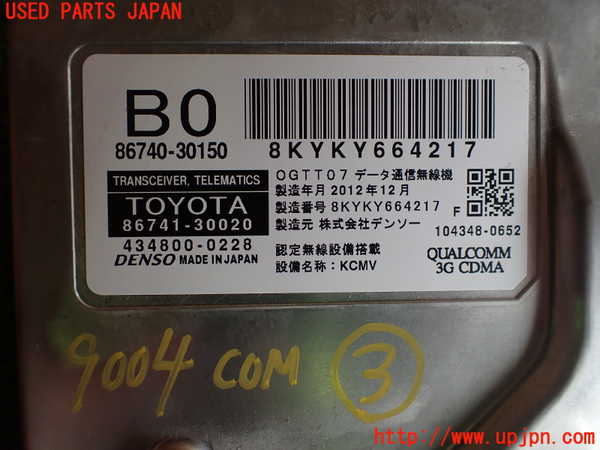 USED PARTS JAPAN
B0
86740-30150
8KYKY664217
TRANSCEIVER, TELEMATICS
TOYOTA
86741-30020
434800-0228
DENSO MADE IN JAPAN
OGTT07 データ通信無線機
製造年月 2012年12月
製造番号 8KYKY664217
製造元 株式会社デンソー
F
104348-0652
認定無線設備搭載
設備名称:KCMV
QUALCOMM
3G CDMA
9004 COM 3
http://www.upjpn.com/